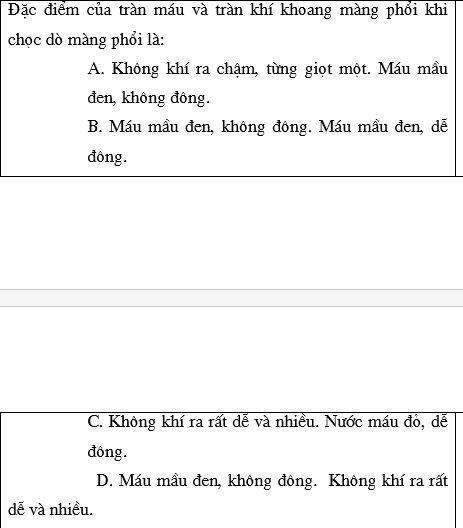 Đặc điểm của tràn máu và tràn khí khoang màng phổi khi
chọc dò màng phổi là:
A. Không khí ra chậm, từng giọt một. Máu mầu
đen, không đông.
B. Máu mầu đen, không đông. Máu mầu đen, dễ
đông.
C. Không khí ra rất dễ và nhiều. Nước máu đỏ, dễ
đông.
D. Máu mầu đen, không đông. Không khí ra rất
dễ và nhiều.